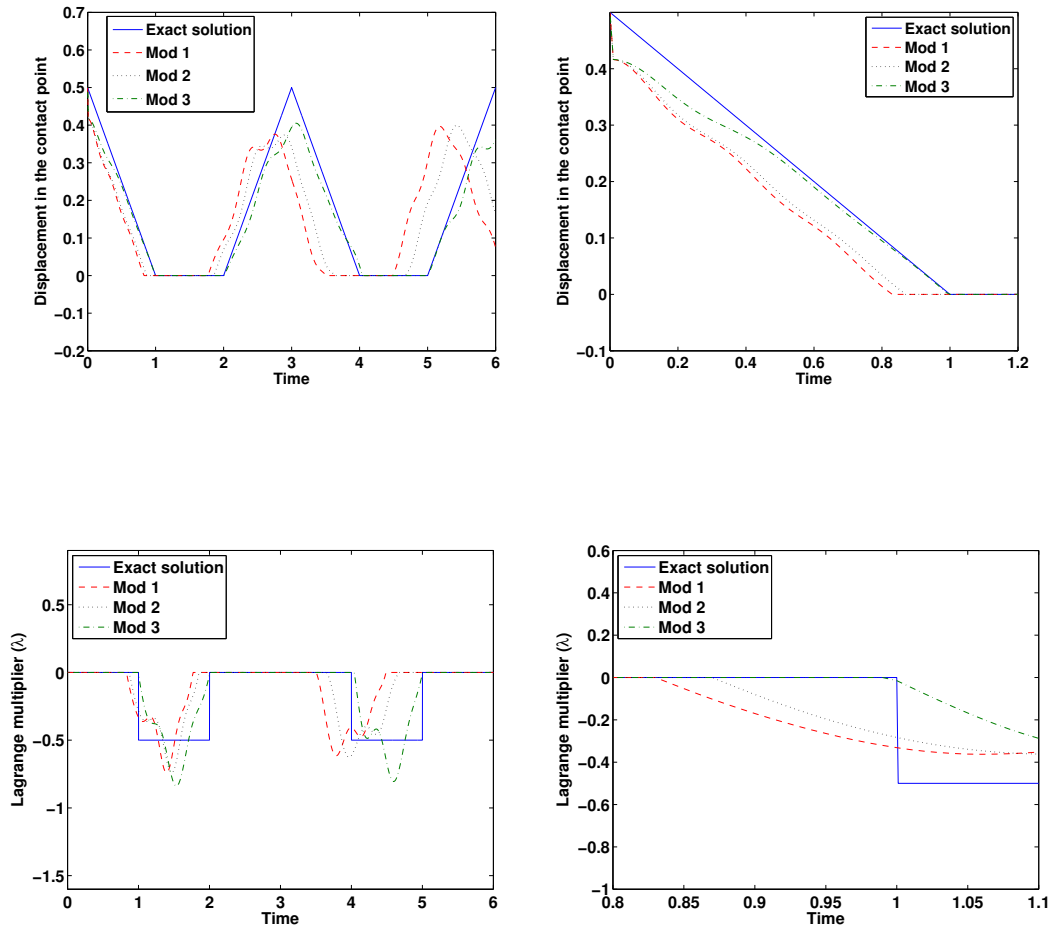 0.7
0.6
0.5
0.4
0.3
0.2
0.1
0
−0.1
−0.2
0 1 2 3 4 5 6
Displacement in the contact point
Time
Exact solution
Mod 1
Mod 2
Mod 3
0.4
0.3
0.2
0.1
0
−0.1
0 0.2 0.4 0.6 0.8 1 1.2
Displacement in the contact point
Time
Exact solution
Mod 1
Mod 2
Mod 3
0.5
0
−0.5
−1
−1.5
0 1 2 3 4 5 6
Lagrange multiplier (λ)
Time
Exact solution
Mod 1
Mod 2
Mod 3
0.6
0.4
0.2
0
−0.2
−0.4
−0.6
−0.8
−1
0.8 0.85 0.9 0.95 1 1.05 1.1
Lagrange multiplier (λ)
Time
Exact solution
Mod 1
Mod 2
Mod 3